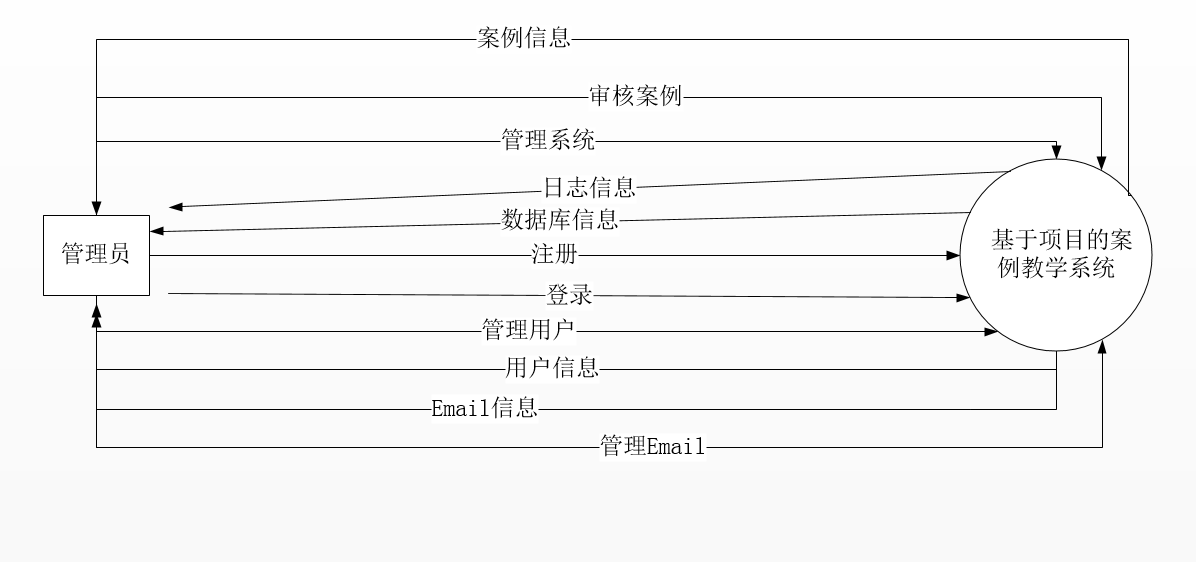 案例信息
审核案例
管理系统
日志信息
数据库信息
管理员
注册
基于项目的案
例教学系统
登录
管理用户
用户信息
Email信息
管理Email